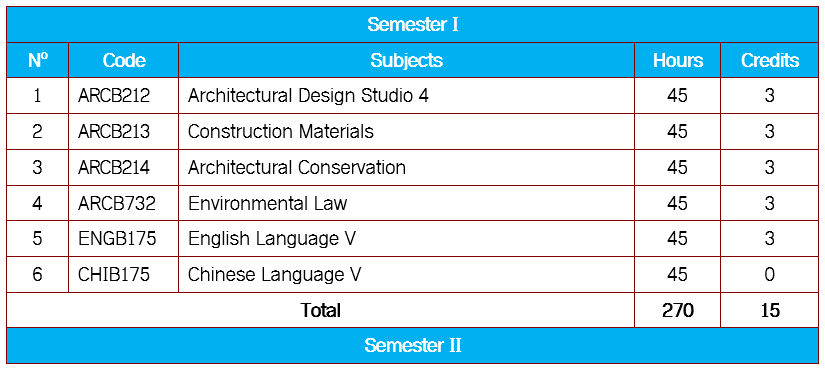 Semester I
Nº Code Subjects Hours Credits
1 ARCB212 Architectural Design Studio 4 45 3
2 ARCB213 Construction Materials 45 3
3 ARCB214 Architectural Conservation 45 3
4 ARCB732 Environmental Law 45 3
5 ENGB175 English Language V 45 3
6 CHIB175 Chinese Language V 45 0
Total 270 15
Semester II